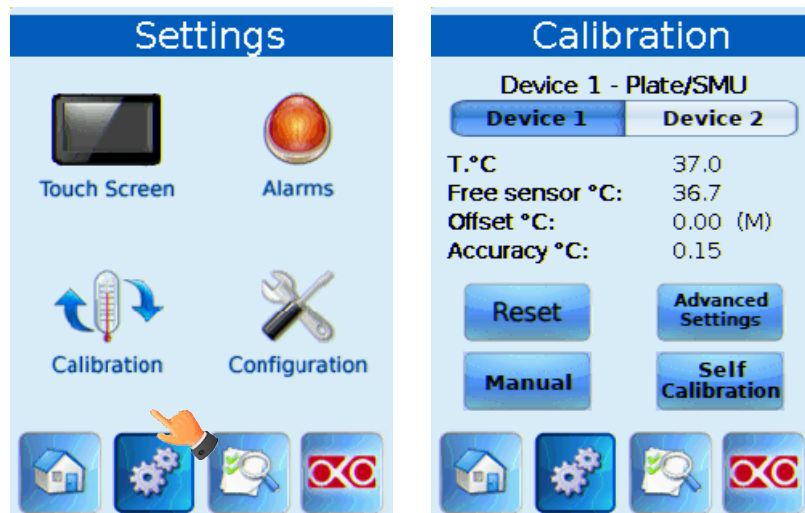 Settings
Touch Screen
Alarms
Calibration
Configuration
Calibration
Device 1 - Plate/SMU
Device 1 Device 2
T.°C 37.0
Free sensor °C: 36.7
Offset °C: 0.00 (M)
Accuracy °C: 0.15
Reset
Advanced
Settings
Manual
Self
Calibration